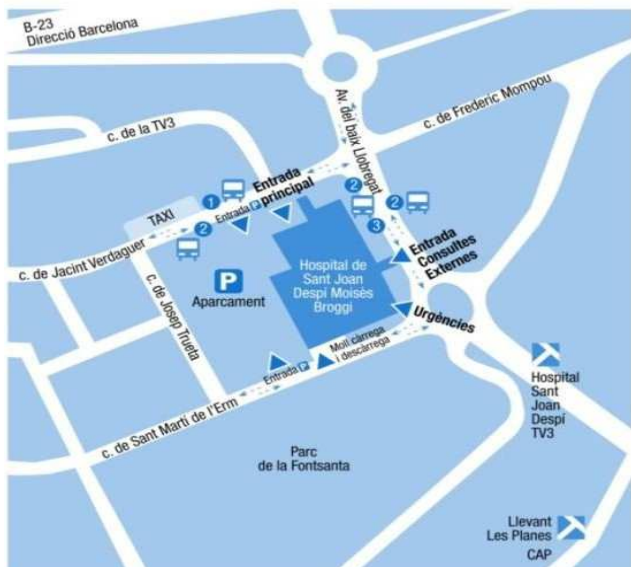 B-23
Direcció Barcelona
c. de la TV3
Av. del baix Llobregat
c. de Frederic Mompou
Entrada
principal
TAXI
1
2
Entrada P
2
2
3
c. de Jacint Verdaguer
c. de Josep Trueta
P
Aparcament
Hospital de
Sant Joan
Despí Moisès
Broggi
Entrada
Consultes
Externes
Urgències
Moll càrrega
i descàrrega
Entrada P
c. de Sant Martí de l'Erm
Parc
de la Fontsanta
Hospital
Sant
Joan
Despí
TV3
Llevant
Les Planes
CAP